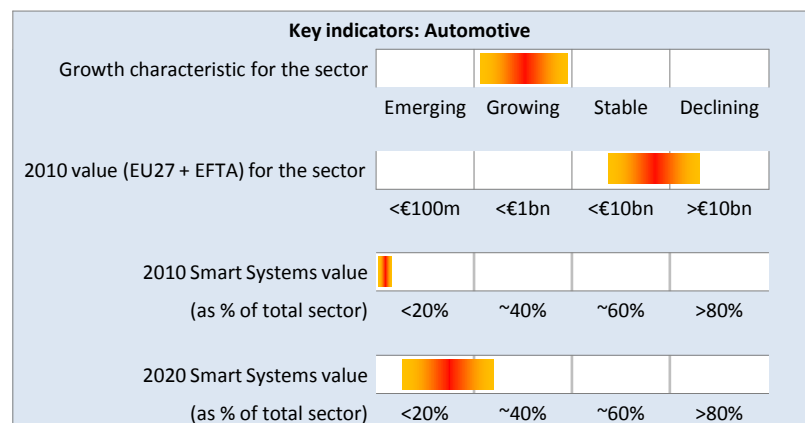 Key indicators: Automotive
Growth characteristic for the sector
Emerging Growing Stable Declining
2010 value (EU27 + EFTA) for the sector
<€100m <€1bn <€10bn >€10bn
2010 Smart Systems value
(as % of total sector) <20% ~40% ~60% >80%
2020 Smart Systems value
(as % of total sector) <20% ~40% ~60% >80%